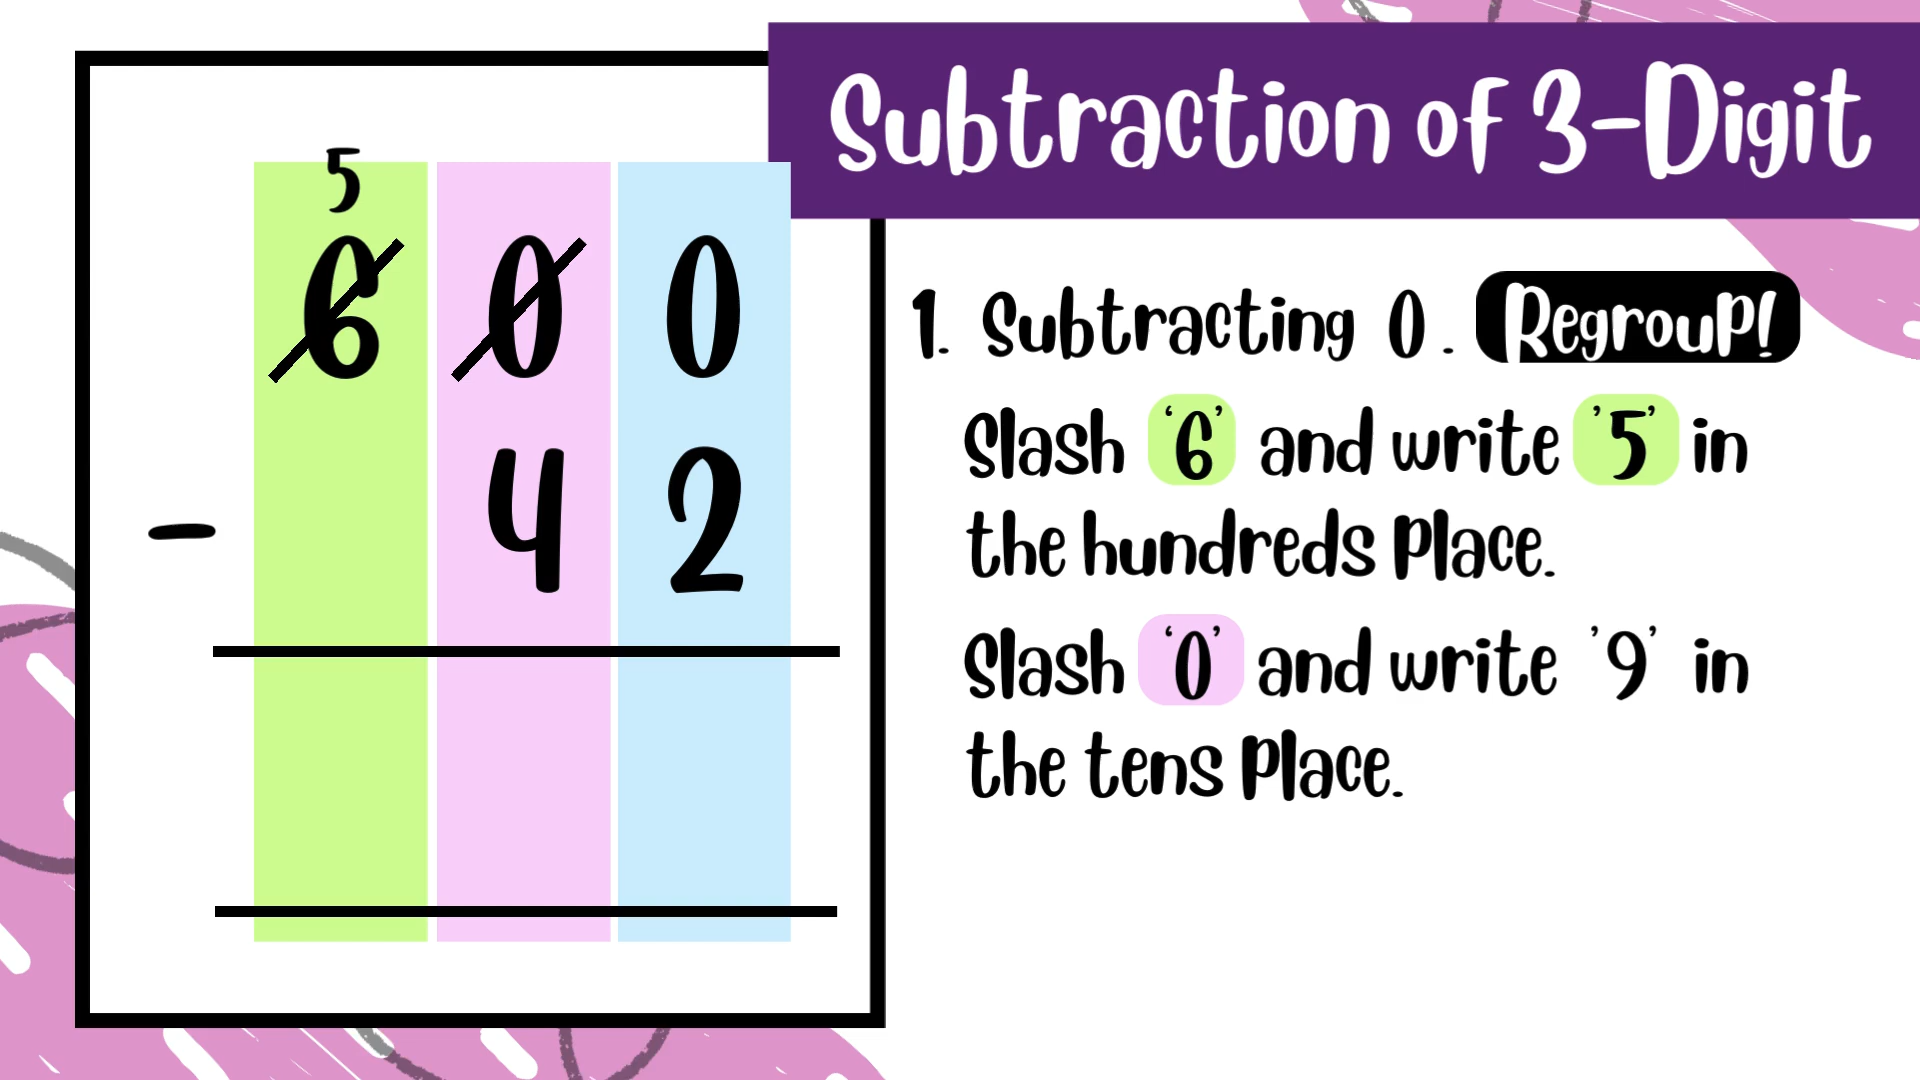 Subtraction of 3-Digit
5
6 0 0
- 4 2
1. Subtracting 0. Regroup!
Slash ‘6’ and write ’5’ in
the hundreds Place.
Slash ‘0’ and write ’9’ in
the tens Place.